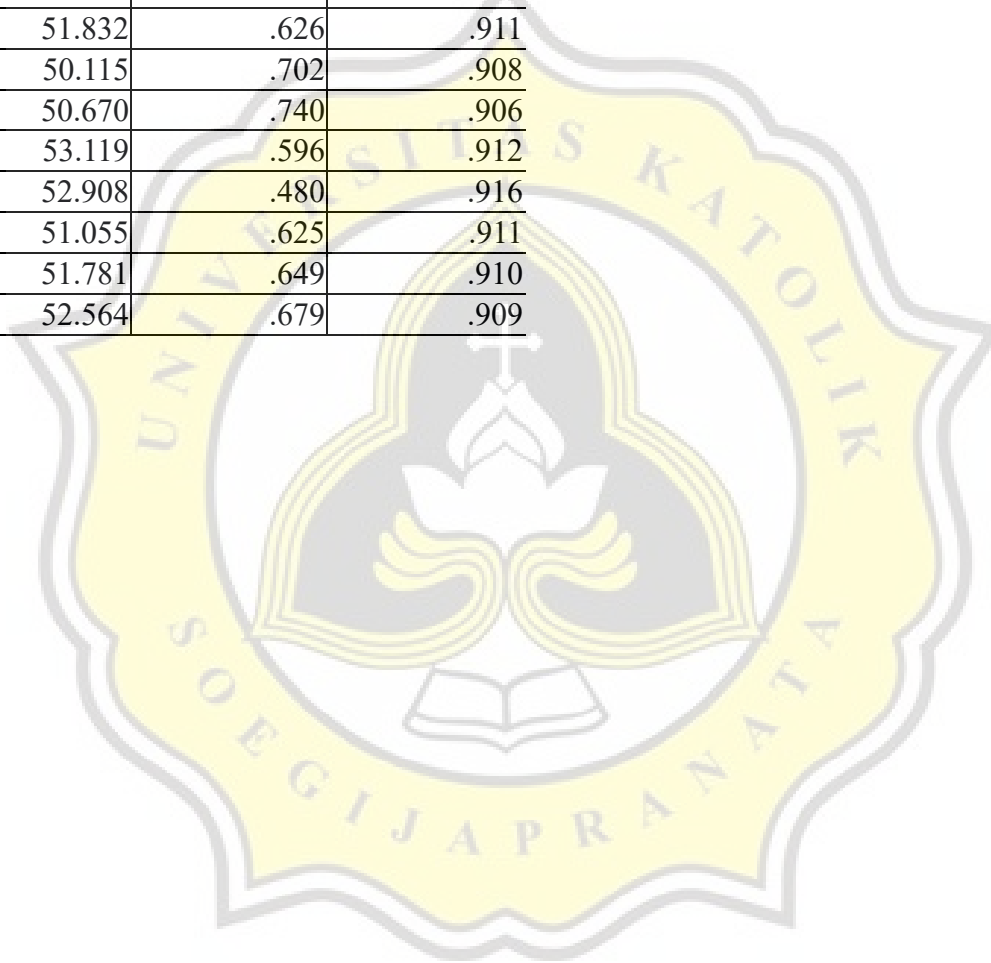 51.832 .626 .911
50.115 .702 .908
50.670 .740 .906
53.119 .596 .912
52.908 .480 .916
51.055 .625 .911
51.781 .649 .910
52.564 .679 .909
UNIVERSITAS KATOLIK
SOEGIJAPRANATA